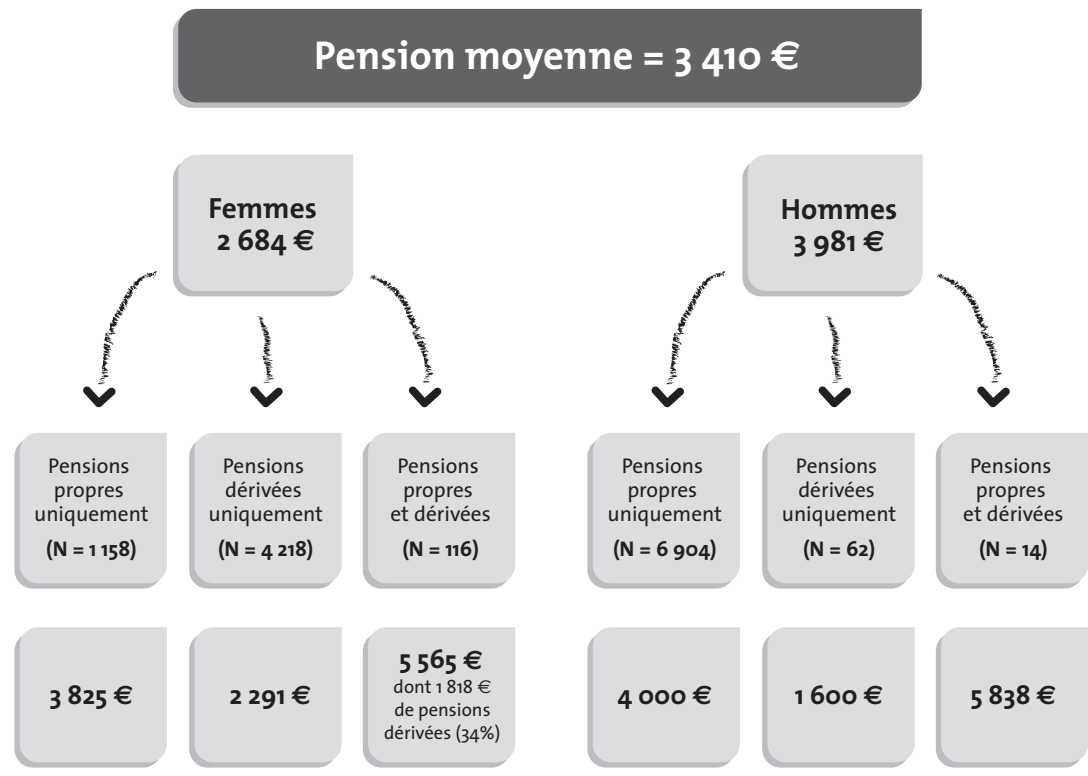 Pension moyenne = 3 410 €
Femmes
2 684 €
Hommes
3 981 €
Pensions
propres
uniquement
(N = 1 158)
Pensions
dérivées
uniquement
(N = 4 218)
Pensions
propres
et dérivées
(N = 116)
Pensions
propres
uniquement
(N = 6 904)
Pensions
dérivées
uniquement
(N = 62)
Pensions
propres
et dérivées
(N = 14)
3 825 €
2 291 €
5 565 €
dont 1 818 €
de pensions
dérivées (34%)
4 000 €
1 600 €
5 838 €